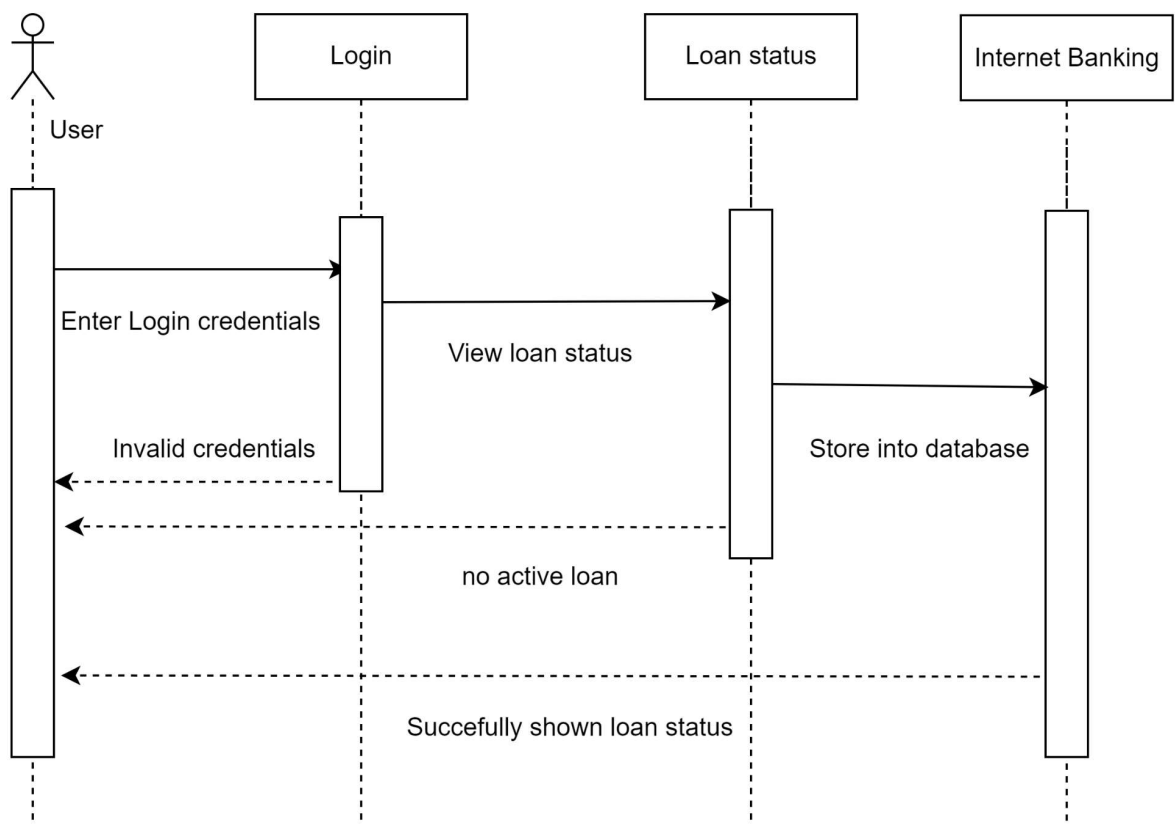 Login
Loan status
Internet Banking
User
Enter Login credentials
View loan status
Invalid credentials
Store into database
no active loan
Succefully shown loan status